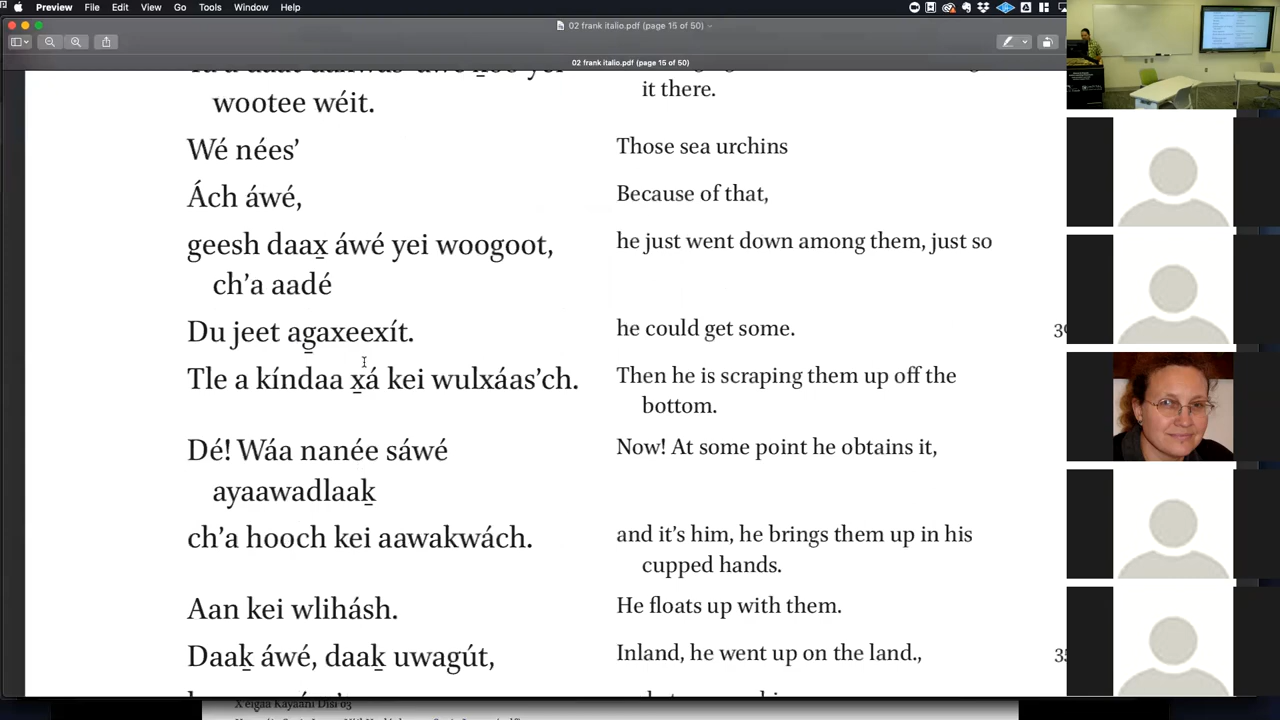 Preview File Edit View Go Tools Window Help
02 frank italio.pdf (page 15 of 50)
02 frank italio.pdf (page 15 of 50)
wootee wéit.
it there.
Wé nées’
Those sea urchins
Ách áwé,
Because of that,
geesh daax̱ áwé yei woogoot,
he just went down among them, just so
ch’a aadé
Du jeet ag̱axeexít.
he could get some.
Tle a kíndaa x̱á kei wulxáas’ch.
Then he is scraping them up off the
bottom.
Dé! Wáa nanée sáwé
Now! At some point he obtains it,
ayaawadlaaḵ
ch’a hooch kei aawakwách.
and it’s him, he brings them up in his
cupped hands.
Aan kei wlihásh.
He floats up with them.
Daaḵ áwé, daaḵ uwagút,
Inland, he went up on the land.,
35